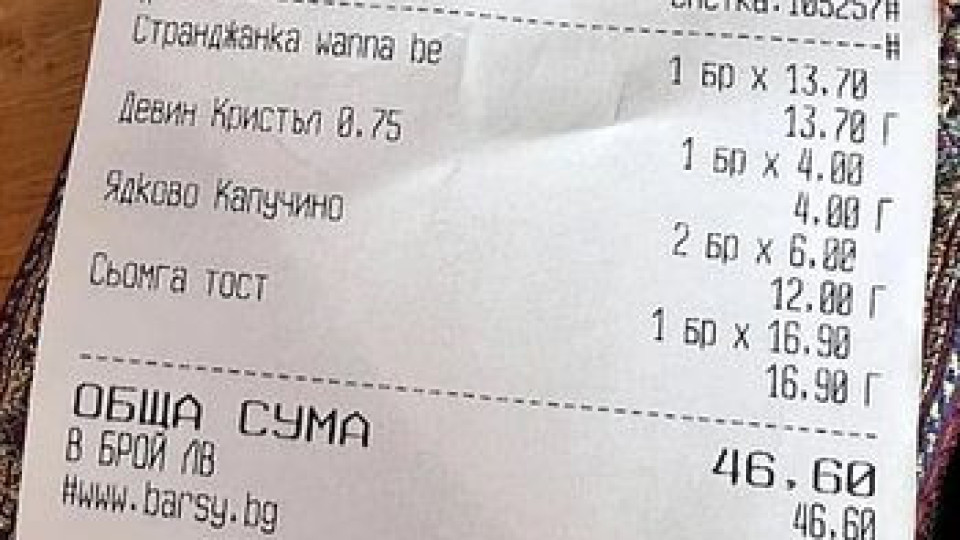 Странджанка wanna be
1 бр x 13.70
13.70 Г
Девин Кристъл 0.75
1 бр x 4.00
4.00 Г
Ядково Капучино
2 бр x 6.00
12.00 Г
Сьомга тост
1 бр x 16.90
16.90 Г
ОБЩА СУМА 46.60
В БРОЙ ЛВ 46.60
#www.barsy.bg